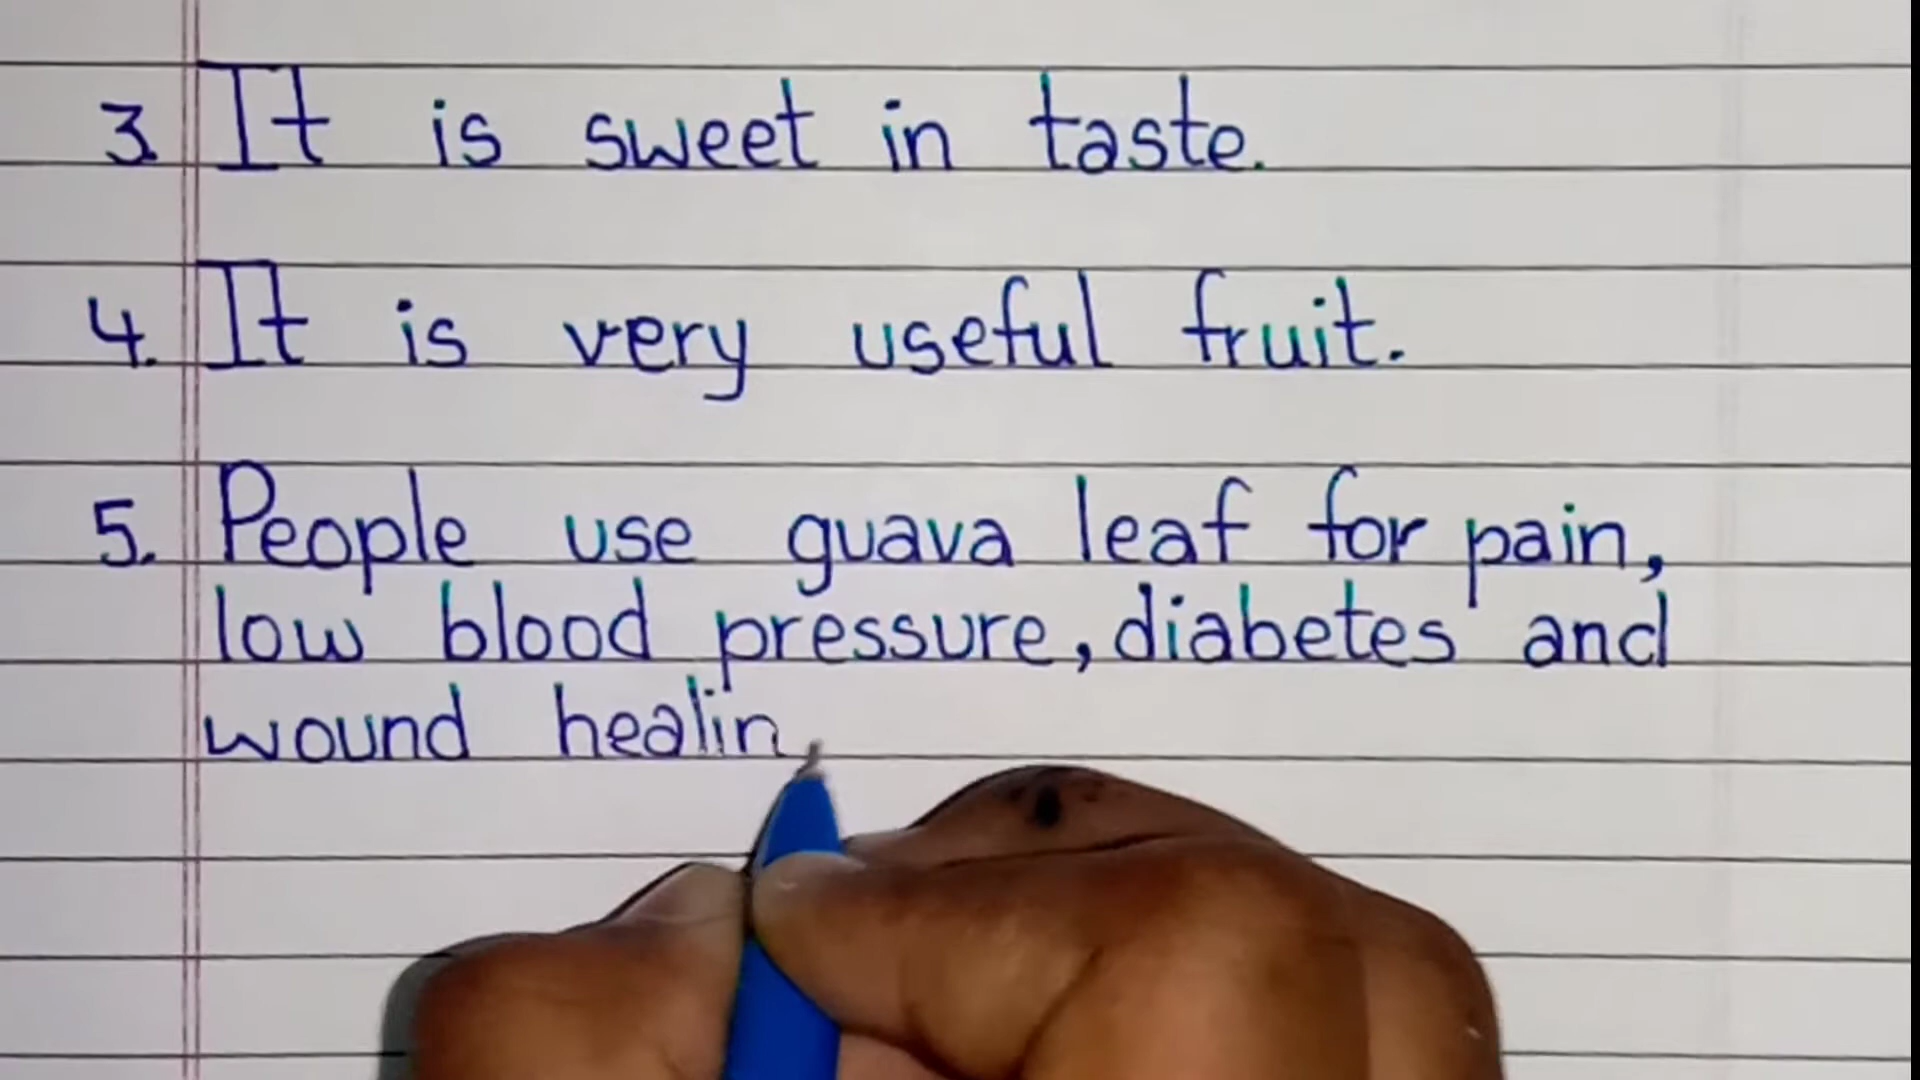 3. It is sweet in taste.
4. It is very useful fruit.
5. People use guava leaf for pain,
low blood pressure, diabetes and
wound healin